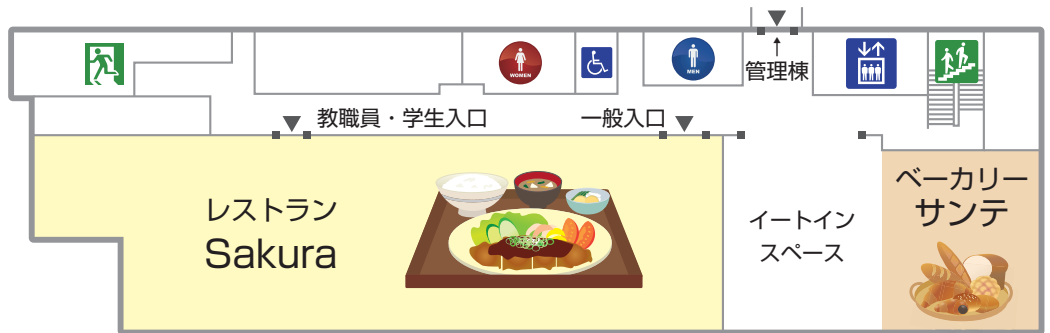 WOMEN
MEN
管理棟
教職員・学生入口
一般入口
レストラン
Sakura
イートイン
スペース
ベーカリー
サンテ